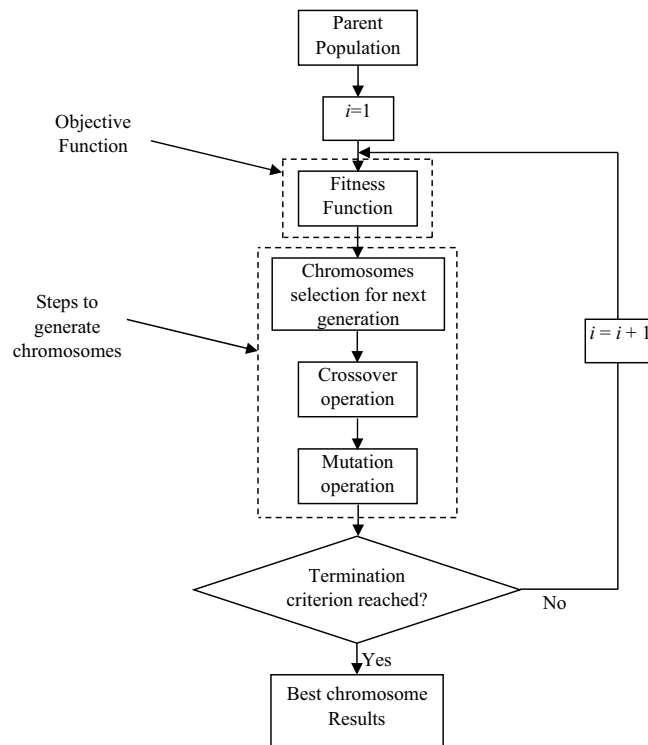 Parent
Population
i=1
Objective
Function
Fitness
Function
Chromosomes
selection for next
generation
Steps to
generate
chromosomes
i = i + 1
Crossover
operation
Mutation
operation
Termination
criterion reached?
No
Yes
Best chromosome
Results